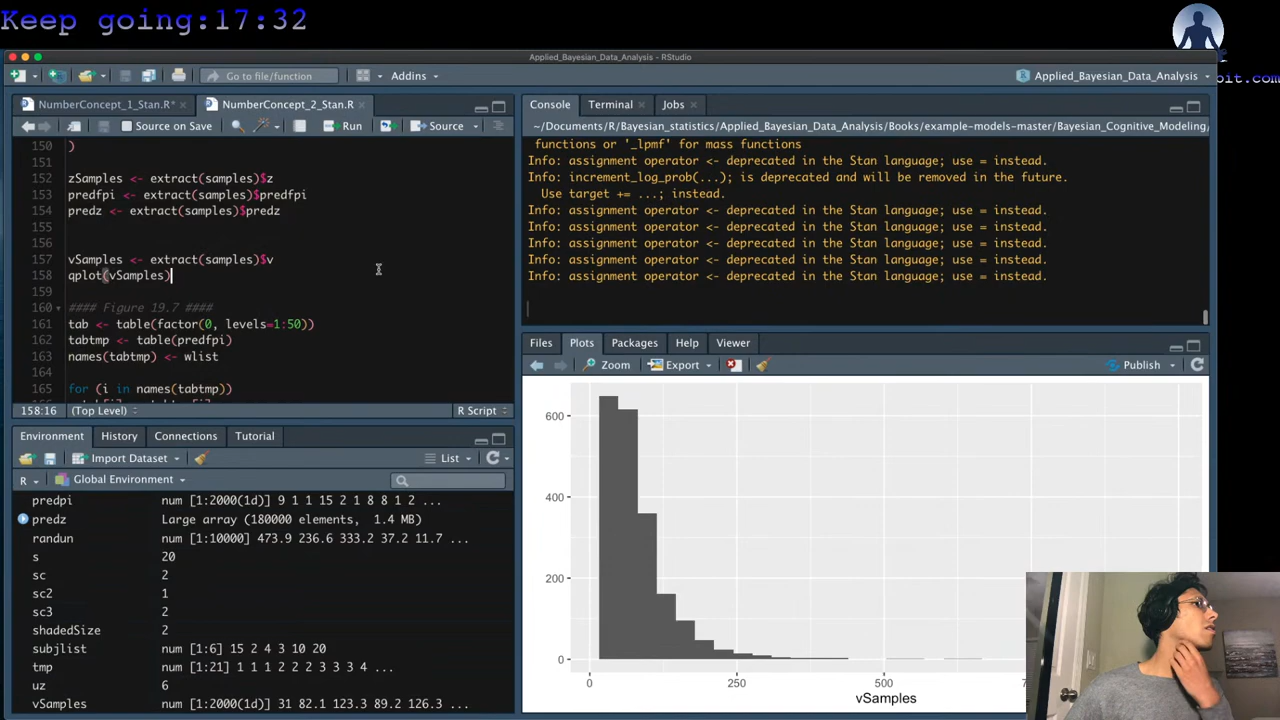 Keep going:17:32
Applied_Bayesian_Data_Analysis - RStudio
Go to file/function
Addins
Applied_Bayesian_Data_Analysis
NumberConcept_1_Stan.R*
NumberConcept_2_Stan.R
Source on Save
Run
Source
150 )
151
152 zSamples <- extract(samples)$z
153 predfpi <- extract(samples)$predfpi
154 predz <- extract(samples)$predz
155
156
157 vSamples <- extract(samples)$v
158 qplot(vSamples)
159
160 #### Figure 19.7 ####
161 tab <- table(factor(0, levels=1:50))
162 tabtmp <- table(predfpi)
163 names(tabtmp) <- wlist
164
165 for (i in names(tabtmp))
158:16 (Top Level) R Script
Environment History Connections Tutorial
Import Dataset List
R Global Environment
predpi num [1:2000(1d)] 9 1 1 15 2 1 8 8 1 2 ...
predz Large array (180000 elements, 1.4 MB)
randun num [1:10000] 473.9 236.6 333.2 37.2 11.7 ...
s 20
sc 2
sc2 1
sc3 2
shadedSize 2
subjlist num [1:6] 15 2 4 3 10 20
tmp num [1:21] 1 1 1 2 2 2 3 3 3 4 ...
uz 6
vSamples num [1:2000(1d)] 31 82.1 123.3 89.2 126.3 ...
Console Terminal Jobs
~/Documents/R/Bayesian_statistics/Applied_Bayesian_Data_Analysis/Books/example-models-master/Bayesian_Cognitive_Modeling/
functions or '_lpmf' for mass functions
Info: assignment operator <- deprecated in the Stan language; use = instead.
Info: increment_log_prob(...); is deprecated and will be removed in the future.
Use target += ...; instead.
Info: assignment operator <- deprecated in the Stan language; use = instead.
Info: assignment operator <- deprecated in the Stan language; use = instead.
Info: assignment operator <- deprecated in the Stan language; use = instead.
Info: assignment operator <- deprecated in the Stan language; use = instead.
Info: assignment operator <- deprecated in the Stan language; use = instead.
Files Plots Packages Help Viewer
Zoom Export Publish
600
400
200
0
0 250 500
vSamples